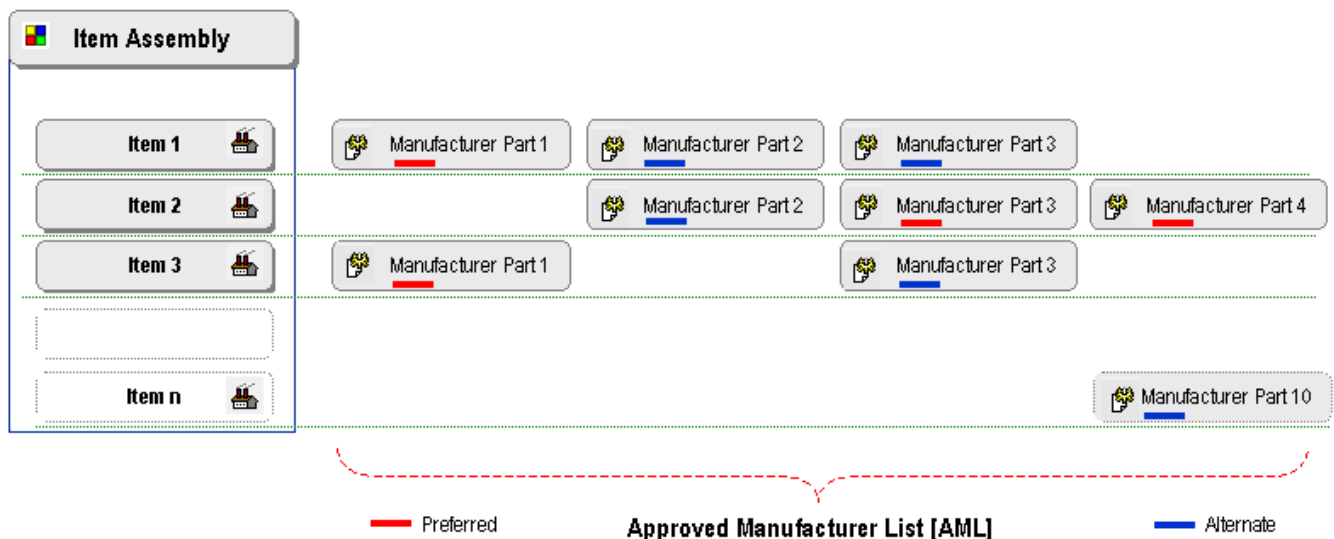 Item Assembly
Item 1 Manufacturer Part 1 Manufacturer Part 2 Manufacturer Part 3
Item 2 Manufacturer Part 2 Manufacturer Part 3 Manufacturer Part 4
Item 3 Manufacturer Part 1 Manufacturer Part 3
Item n Manufacturer Part 10
Preferred Approved Manufacturer List [AML] Alternate